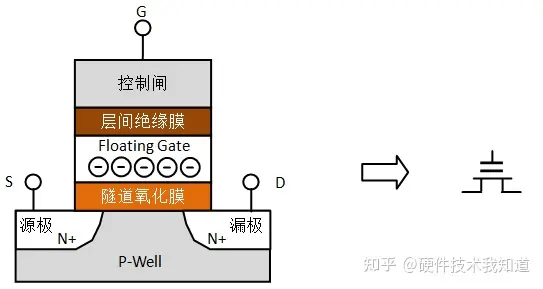 G
控制闸
层间绝缘膜
Floating Gate
S
隧道氧化膜
D
源极
漏极
N+
N+
P-Well
知乎 @硬件技术我知道